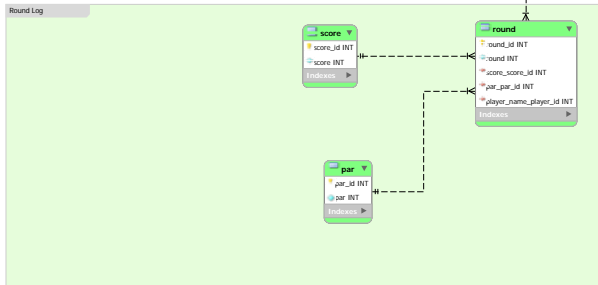 Round Log
score
score_id INT
score INT
Indexes
round
round_id INT
round INT
score_score_id INT
par_par_id INT
player_name_player_id INT
Indexes
par
par_id INT
par INT
Indexes